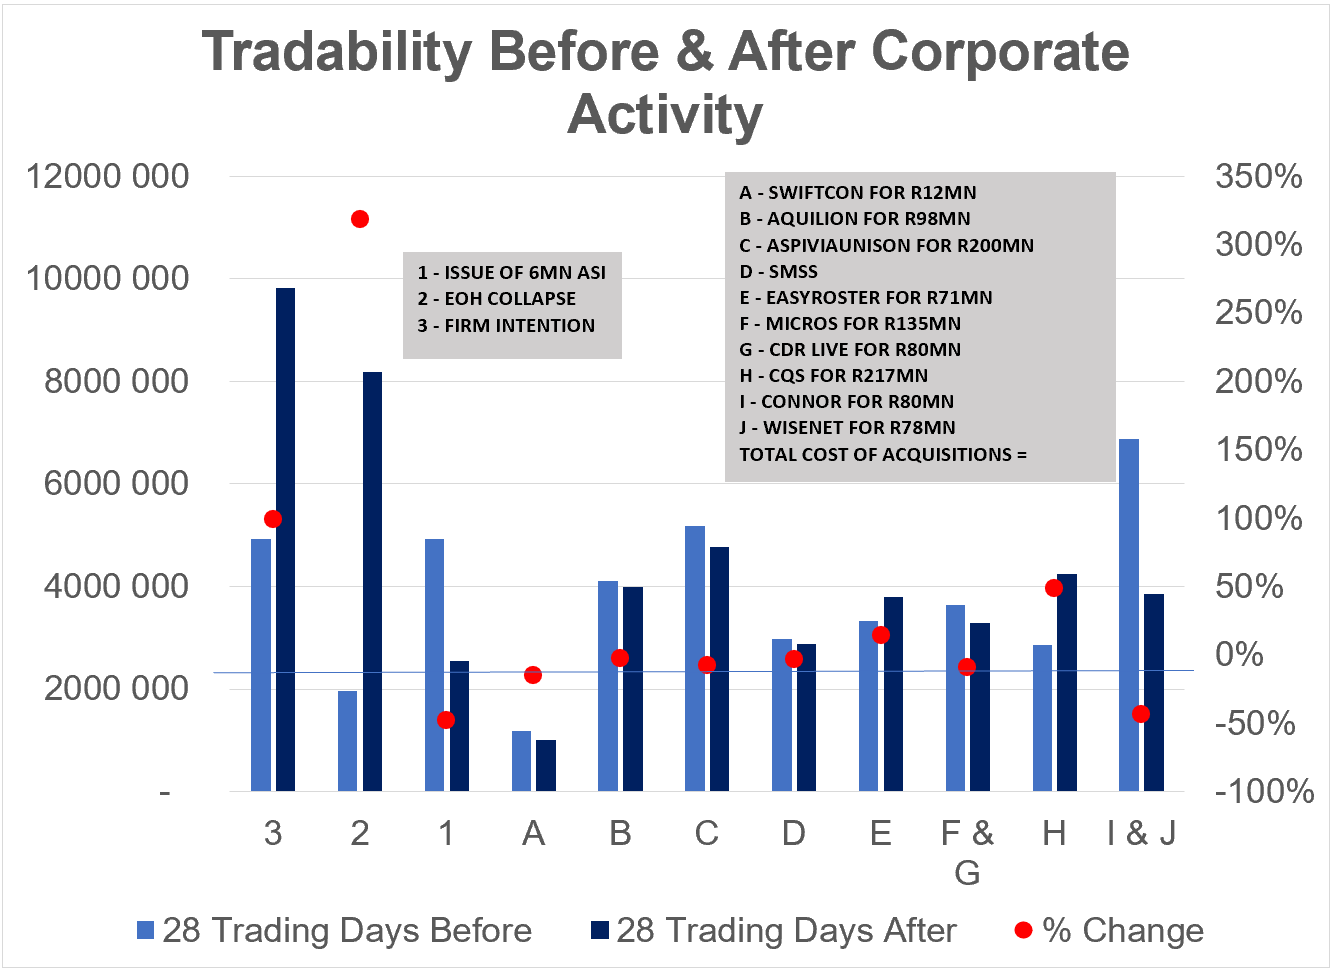 Tradability Before & After Corporate
Activity
12000 000
10000 000
8000 000
6000 000
4000 000
2000 000
-
350%
300%
250%
200%
150%
100%
50%
0%
-50%
-100%
1 - ISSUE OF 6MN ASI
2 - EOH COLLAPSE
3 - FIRM INTENTION
A - SWIFTCON FOR R12MN
B - AQUILION FOR R98MN
C - ASPIVIAUNISON FOR R200MN
D - SMSS
E - EASYROSTER FOR R71MN
F - MICROS FOR R135MN
G - CDR LIVE FOR R80MN
H - CQS FOR R217MN
I - CONNOR FOR R80MN
J - WISENET FOR R78MN
TOTAL COST OF ACQUISITIONS =
3 2 1 A B C D E F & H I & J
G
28 Trading Days Before 28 Trading Days After % Change